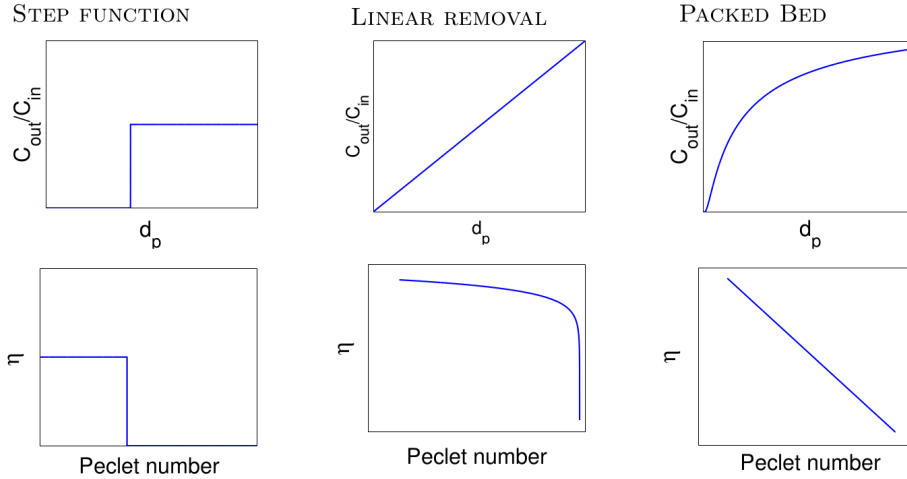 STEP FUNCTION
LINEAR REMOVAL
PACKED BED
C_out/C_in
d_p
C_out/C_in
d_p
C_out/C_in
d_p
η
Peclet number
η
Peclet number
η
Peclet number